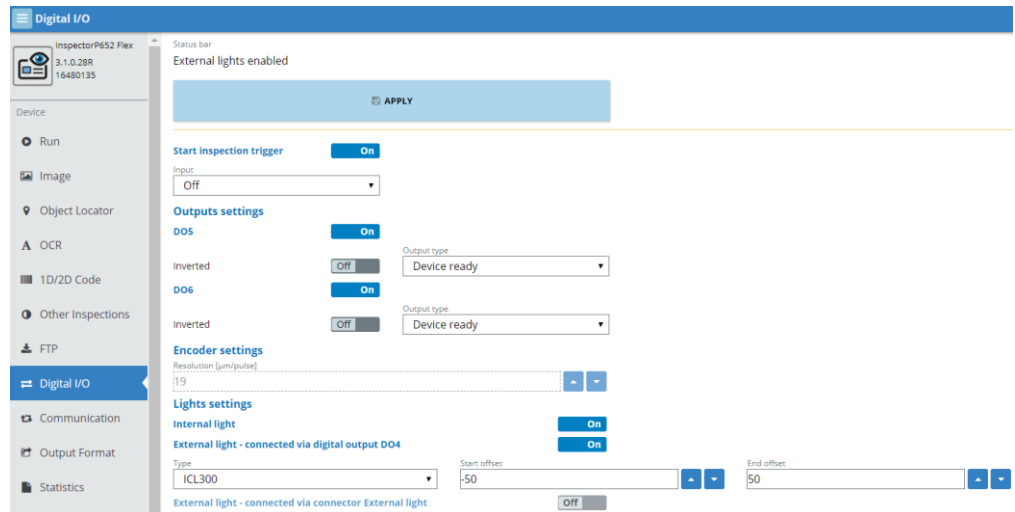 Digital I/O
InspectorP652 Flex
3.1.0.28R
16480135
Device
Run
Image
Object Locator
A OCR
1D/2D Code
Other Inspections
FTP
Digital I/O
Communication
Output Format
Statistics
Status bar
External lights enabled
APPLY
Start inspection trigger On
Input
Off
Outputs settings
DO5 On
Output type
Inverted Off Device ready
DO6 On
Output type
Inverted Off Device ready
Encoder settings
Resolution [µm/pulse]
19
Lights settings
Internal light On
External light - connected via digital output DO4 On
Type Start offset End offset
ICL300 -50 50
External light - connected via connector External light Off